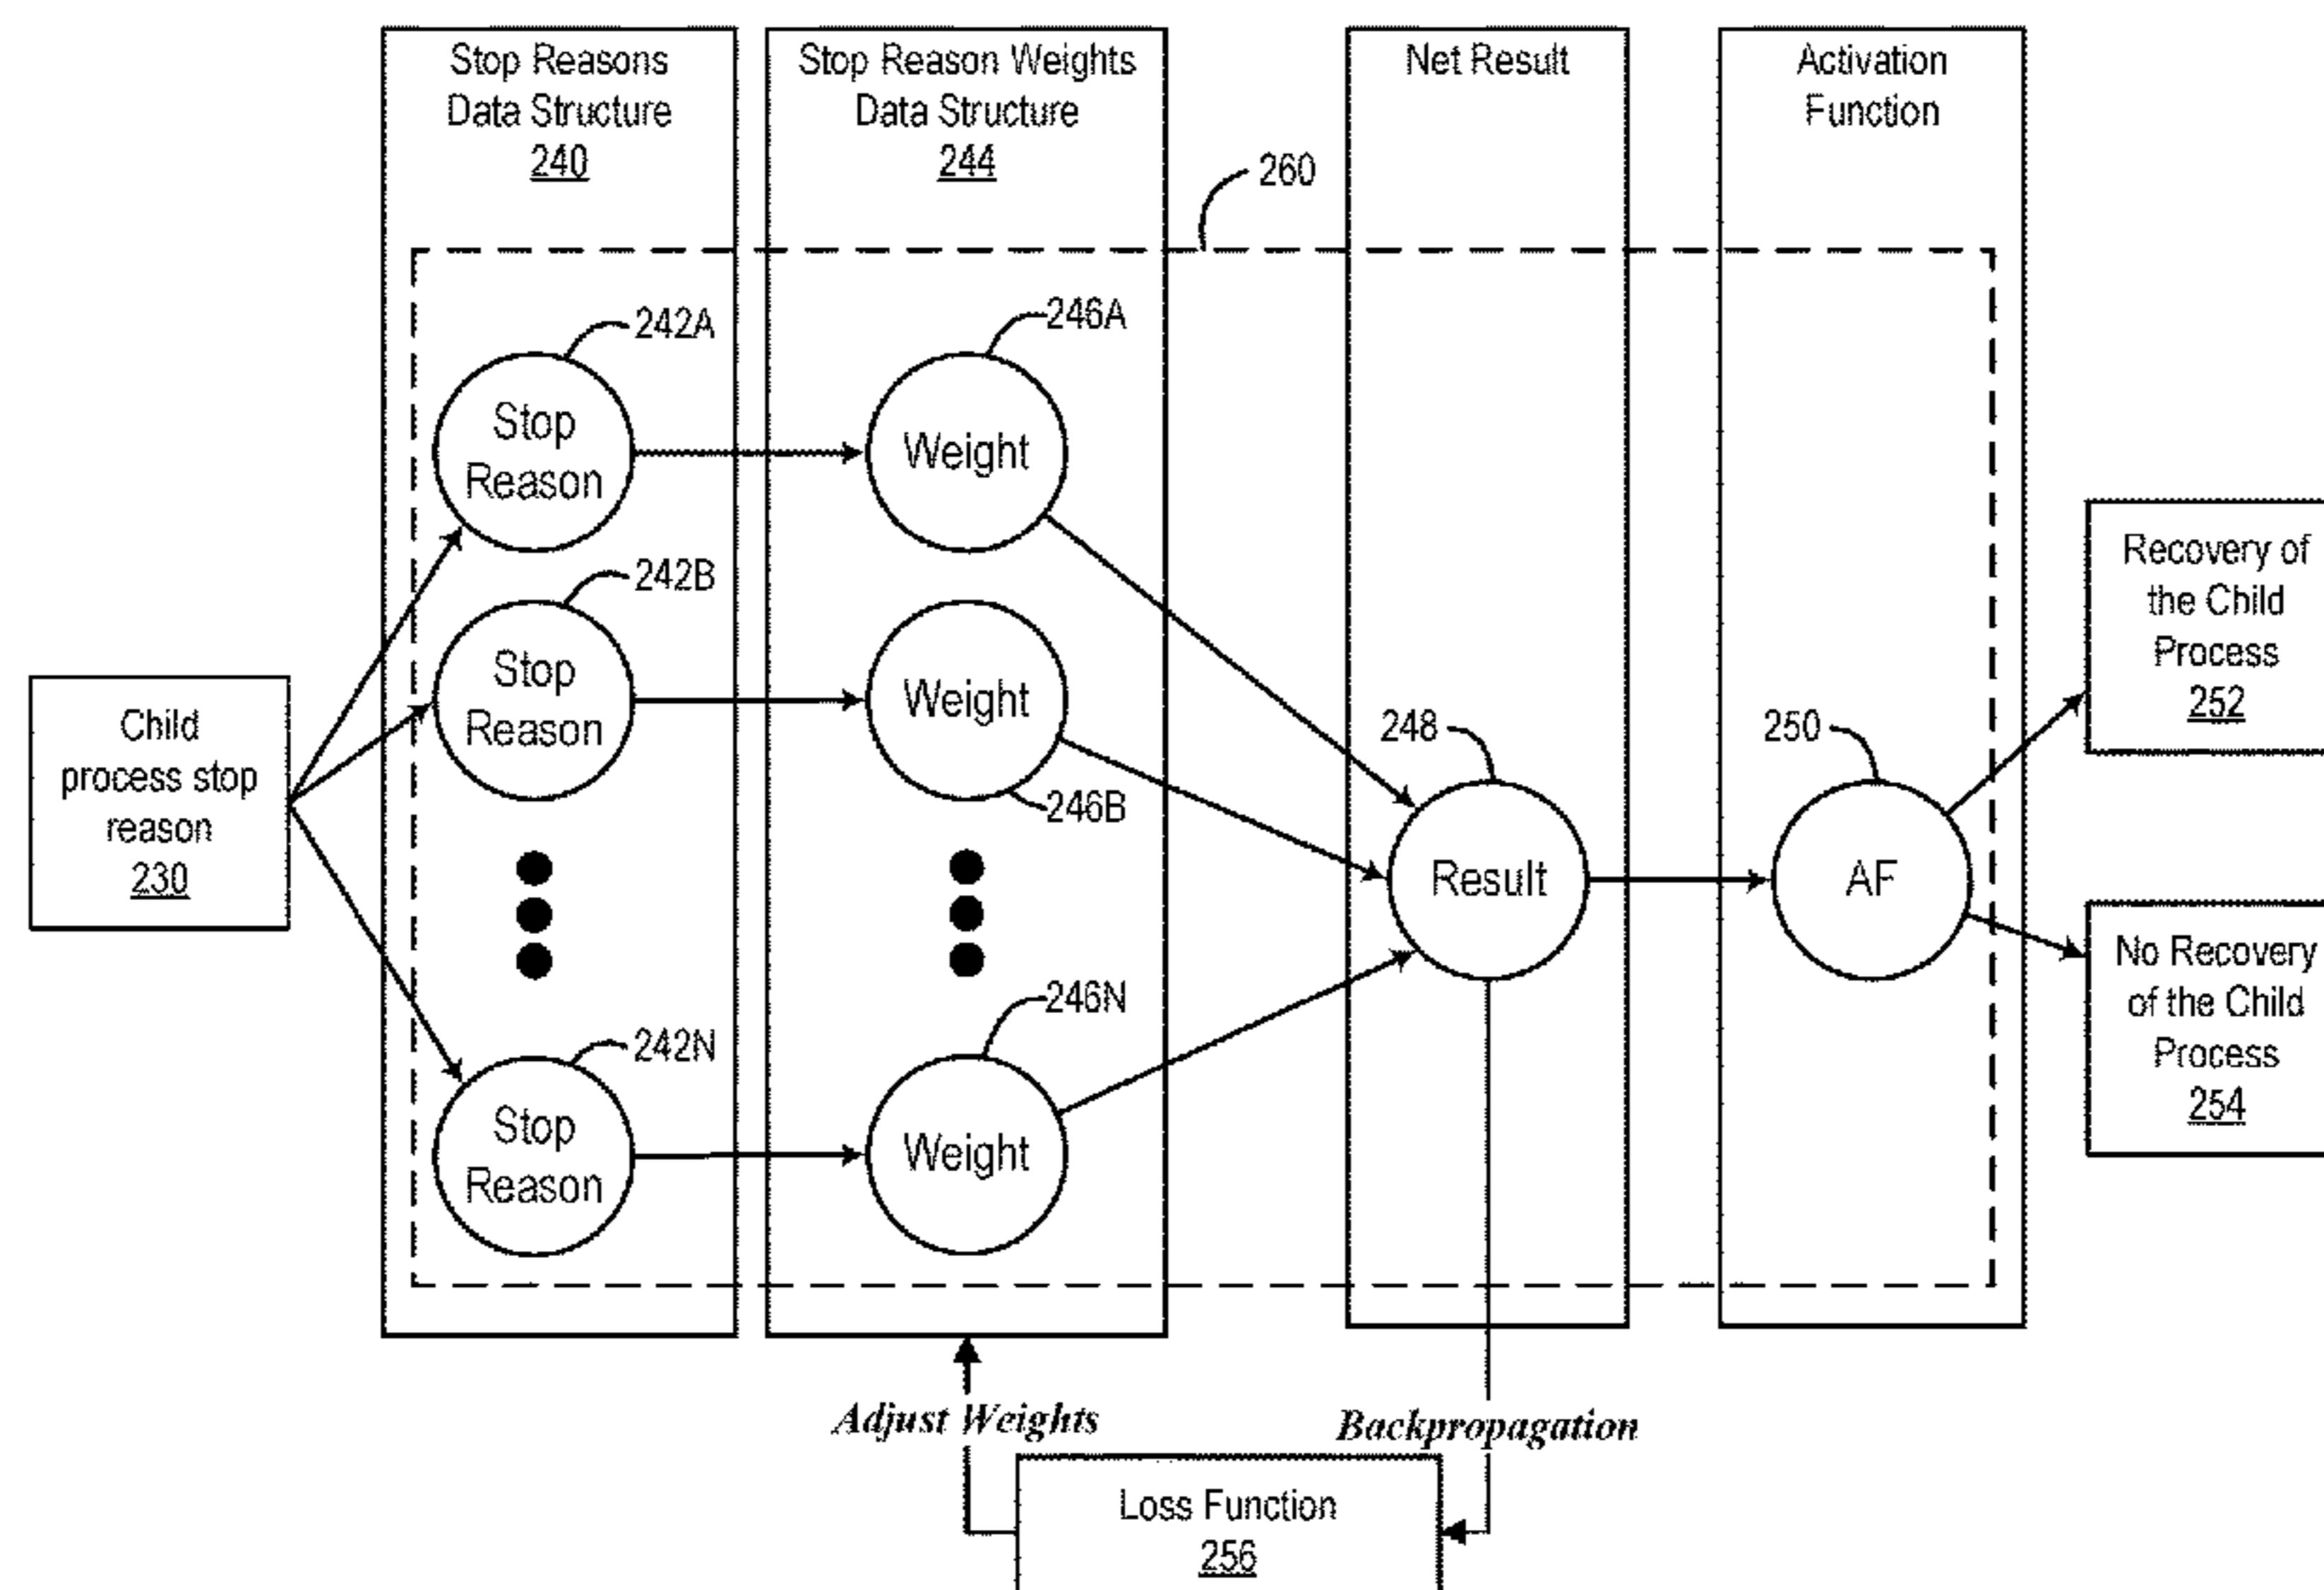 Stop Reasons
Data Structure
240
Stop Reason Weights
Data Structure
244
Net Result
Activation
Function
260
242A
246A
Stop
Reason
Weight
242B
Stop
Reason
Weight
246B
Child
process stop
reason
230
248
Result
250
AF
Recovery of
the Child
Process
252
No Recovery
of the Child
Process
254
242N
246N
Stop
Reason
Weight
Adjust Weights
Backpropagation
Loss Function
256